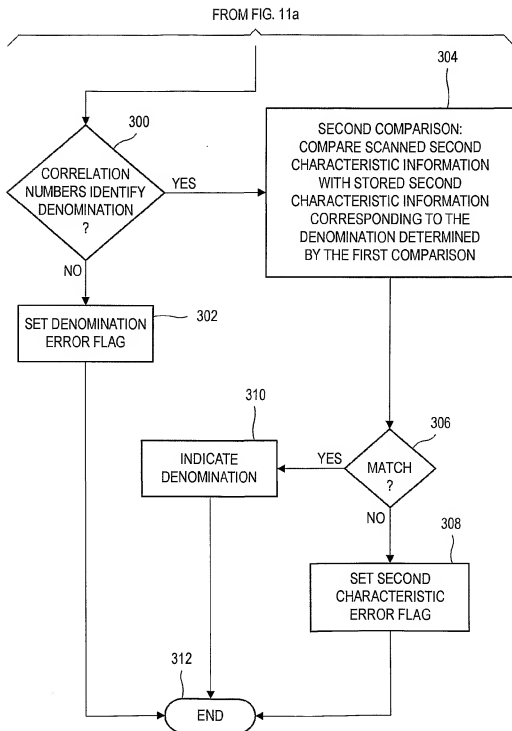 FROM FIG. 11a
304
300
CORRELATION
NUMBERS IDENTIFY
DENOMINATION
?
YES
NO
SECOND COMPARISON:
COMPARE SCANNED SECOND
CHARACTERISTIC INFORMATION
WITH STORED SECOND
CHARACTERISTIC INFORMATION
CORRESPONDING TO THE
DENOMINATION DETERMINED
BY THE FIRST COMPARISON
302
SET DENOMINATION
ERROR FLAG
310
INDICATE
DENOMINATION
306
YES
MATCH
?
NO
308
SET SECOND
CHARACTERISTIC
ERROR FLAG
312
END